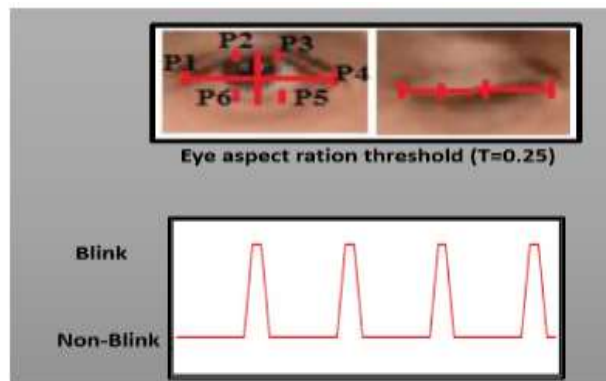 P2 P3
P1 P4
P6 P5
Eye aspect ration threshold (T=0.25)
Blink
Non-Blink